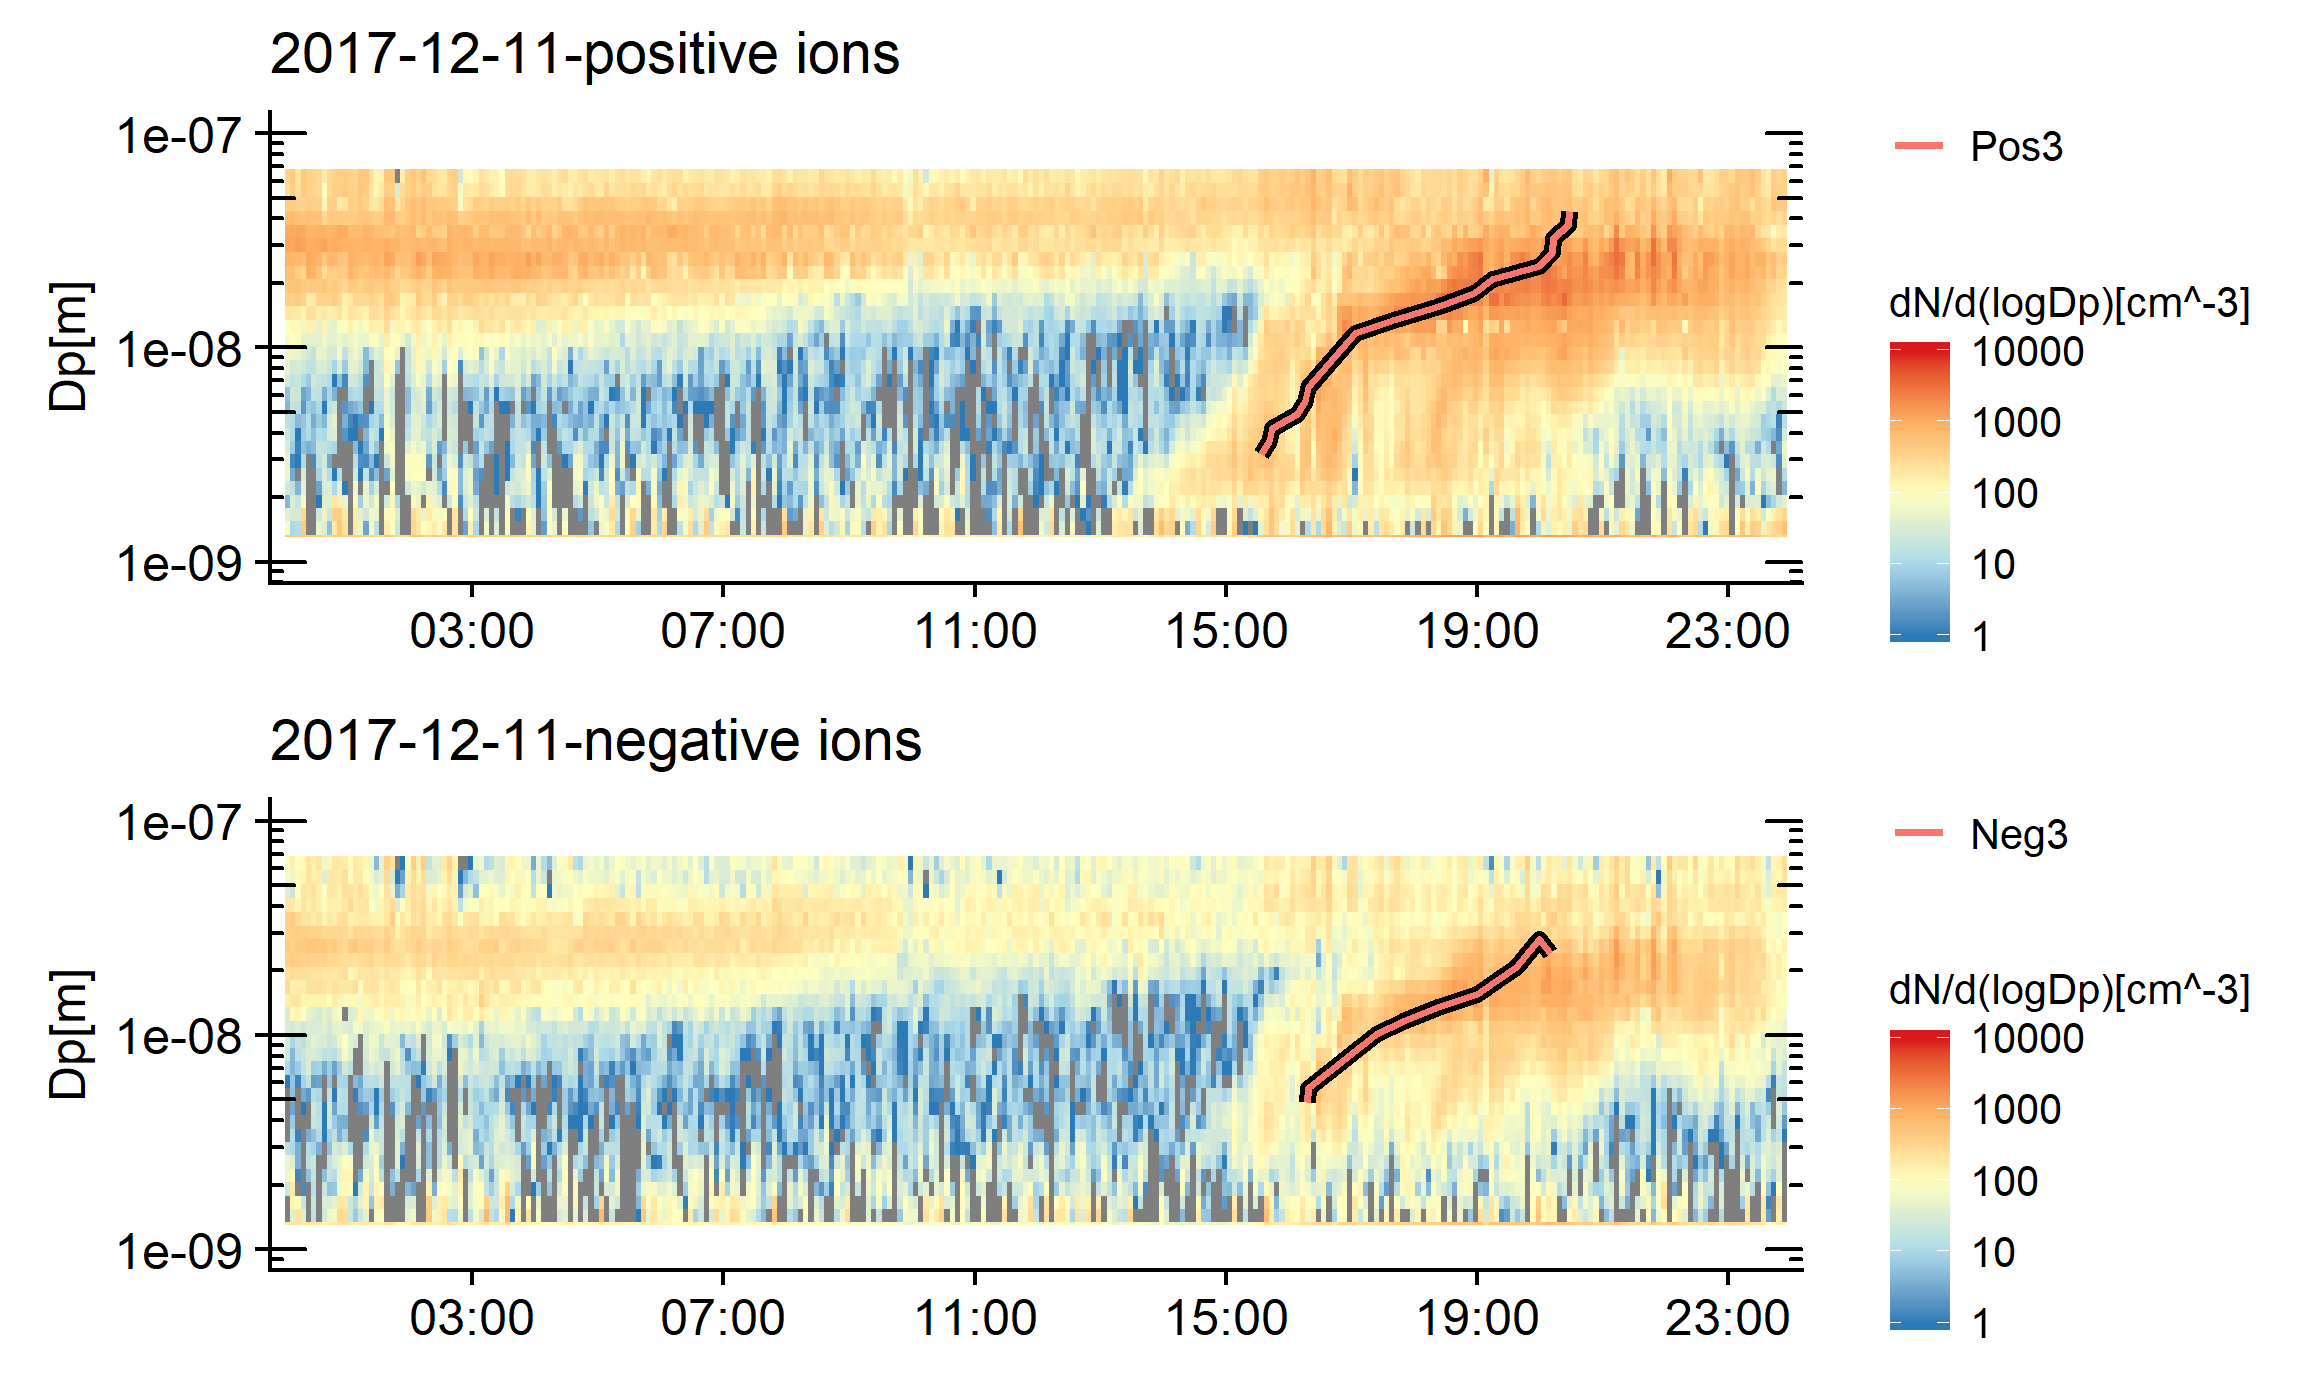 2017-12-11-positive ions
1e-07
1e-08
1e-09
Dp[m]
03:00
07:00
11:00
15:00
19:00
23:00
Pos3
dN/d(logDp)[cm^-3]
10000
1000
100
10
1
2017-12-11-negative ions
1e-07
1e-08
1e-09
Dp[m]
03:00
07:00
11:00
15:00
19:00
23:00
Neg3
dN/d(logDp)[cm^-3]
10000
1000
100
10
1